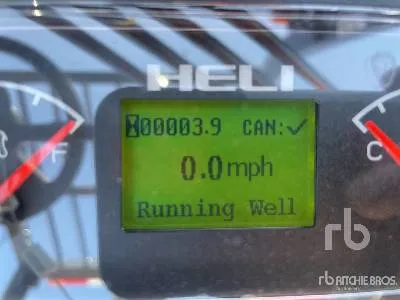 HELI
00003.9 CAN:✓
0.0 mph
Running Well
F
C
rb
rb RITCHIE BROS.